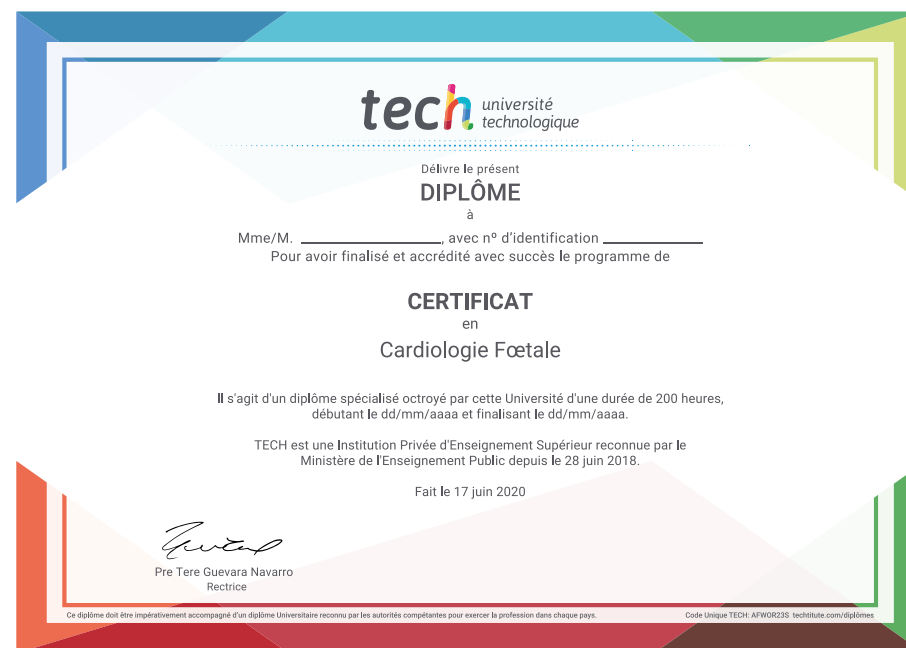 tech université
technologique
Délivre le présent
DIPLÔME
à
Mme/M. ____________________, avec nº d'identification ______________
Pour avoir finalisé et accrédité avec succès le programme de
CERTIFICAT
en
Cardiologie Fœtale
Il s'agit d'un diplôme spécialisé octroyé par cette Université d'une durée de 200 heures,
débutant le dd/mm/aaaa et finalisant le dd/mm/aaaa.
TECH est une Institution Privée d'Enseignement Supérieur reconnue par le
Ministère de l'Enseignement Public depuis le 28 juin 2018.
Fait le 17 juin 2020
Pre Tere Guevara Navarro
Rectrice
Ce diplôme doit être impérativement accompagné d'un diplôme Universitaire reconnu par les autorités compétantes pour exercer la profession dans chaque pays.
Code Unique TECH: AFWOR23S techtitute.com/diplômes